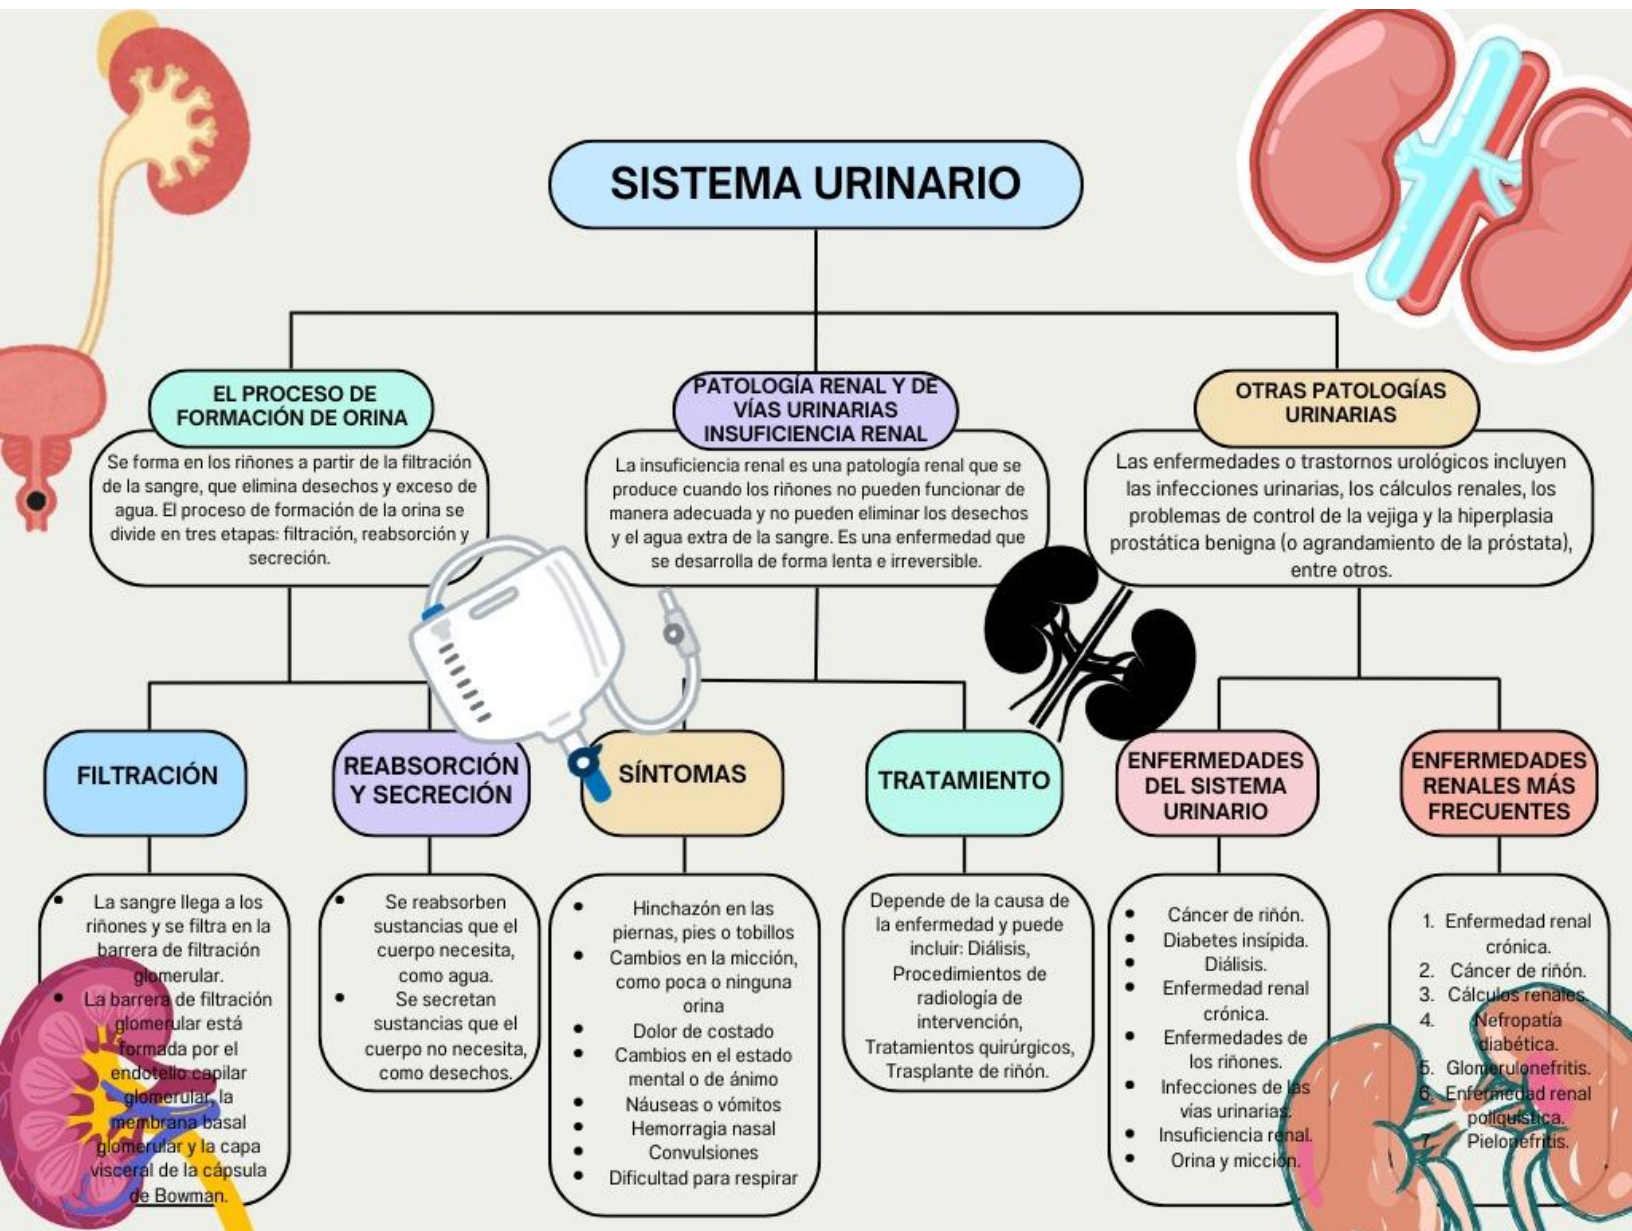 SISTEMA URINARIO
EL PROCESO DE
FORMACIÓN DE ORINA
Se forma en los riñones a partir de la filtración
de la sangre, que elimina desechos y exceso de
agua. El proceso de formación de la orina se
divide en tres etapas: filtración, reabsorción y
secreción.
PATOLOGÍA RENAL Y DE
VÍAS URINARIAS
INSUFICIENCIA RENAL
La insuficiencia renal es una patología renal que se
produce cuando los riñones no pueden funcionar de
manera adecuada y no pueden eliminar los desechos
y el agua extra de la sangre. Es una enfermedad que
se desarrolla de forma lenta e irreversible.
OTRAS PATOLOGÍAS
URINARIAS
Las enfermedades o trastornos urológicos incluyen
las infecciones urinarias, los cálculos renales, los
problemas de control de la vejiga y la hiperplasia
prostática benigna (o agrandamiento de la próstata),
entre otros.
FILTRACIÓN
• La sangre llega a los
riñones y se filtra en la
barrera de filtración
glomerular.
• La barrera de filtración
glomerular está
formada por el
endotelio capilar
glomerular, la
membrana basal
glomerular y la capa
visceral de la cápsula
de Bowman.
REABSORCIÓN
Y SECRECIÓN
• Se reabsorben
sustancias que el
cuerpo necesita,
como agua.
• Se secretan
sustancias que el
cuerpo no necesita,
como desechos.
SÍNTOMAS
• Hinchazón en las
piernas, pies o tobillos
• Cambios en la micción,
como poca o ninguna
orina
• Dolor de costado
• Cambios en el estado
mental o de ánimo
• Náuseas o vómitos
• Hemorragia nasal
• Convulsiones
• Dificultad para respirar
TRATAMIENTO
Depende de la causa de
la enfermedad y puede
incluir: Diálisis,
Procedimientos de
radiología de
intervención,
Tratamientos quirúrgicos,
Trasplante de riñón.
ENFERMEDADES
DEL SISTEMA
URINARIO
• Cáncer de riñón.
• Diabetes insípida.
• Diálisis.
• Enfermedad renal
crónica.
• Enfermedades de
los riñones.
• Infecciones de las
vías urinarias.
• Insuficiencia renal.
• Orina y micción.
ENFERMEDADES
RENALES MÁS
FRECUENTES
1. Enfermedad renal
crónica.
2. Cáncer de riñón.
3. Cálculos renales.
4. Nefropatía
diabética.
5. Glomerulonefritis.
6. Enfermedad renal
poliquística.
7. Pielonefritis.